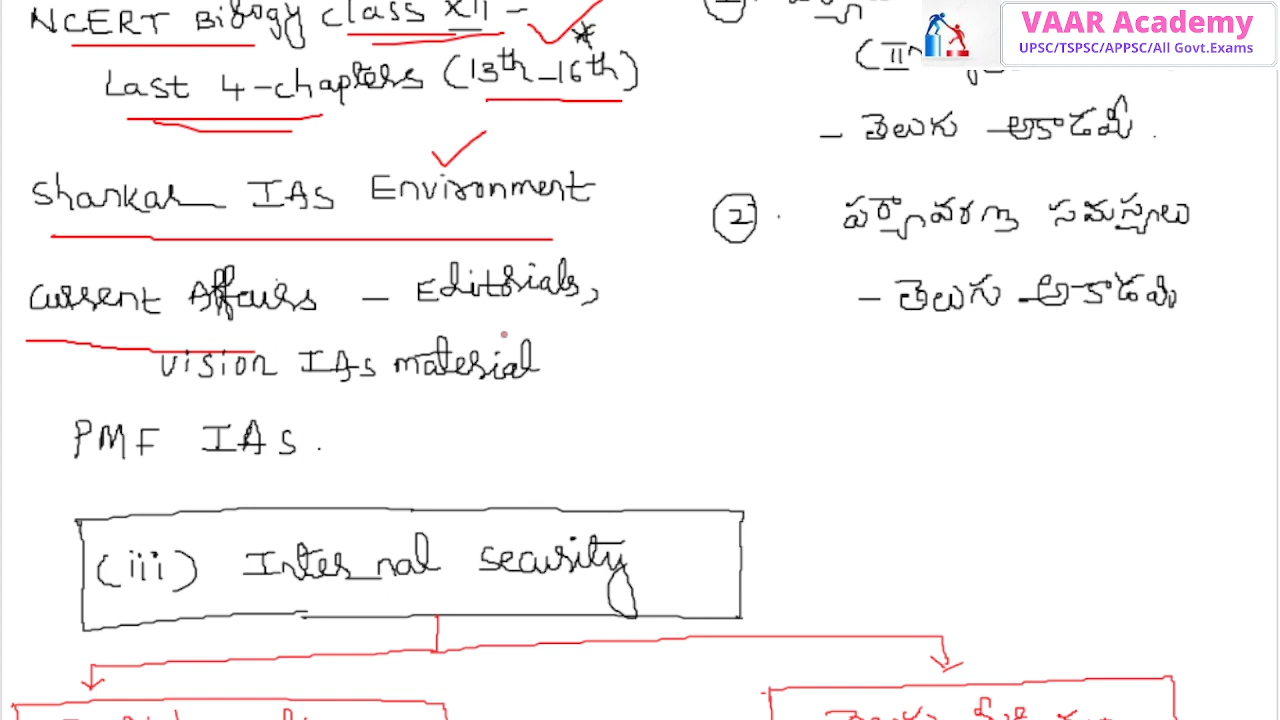 NCERT Biology class XII -
Last 4-chapters (13th-16th)
Shankar IAS Environment
Current Affairs - Editorials,
vision IAS material
PMF IAS.
VAAR Academy
UPSC/TSPSC/APPSC/All Govt.Exams
- తెలుగు అకాడమీ.
2. పర్యావరణ సమస్యలు
- తెలుగు అకాడమీ
(iii) Internal security